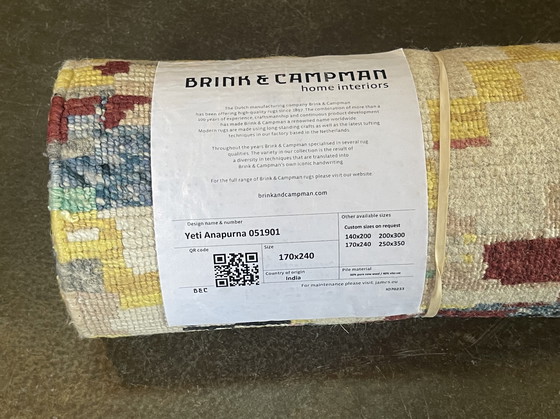 BRINK & CAMPMAN
home interiors
The Dutch manufacturing company Brink & Campman
has been offering high-quality rugs since 1897. The combination of more than a
100 years of experience, craftsmanship and continuous product development
has made Brink & Campman a renowned name worldwide.
Modern rugs are made using long standing crafts as well as the latest tufting
techniques in our factory based in the Netherlands.
Throughout the years Brink & Campman specialised in several rug
qualities. The variety in our collection is the result of
a diversity in techniques that are translated into
Brink & Campman's own iconic handwriting.
For the full range of Brink & Campman rugs please visit our website.
brinkandcampman.com
Design name & number
Yeti Anapurna 051901
QR code
B&C
Size
170x240
Country of origin
India
Other available sizes
Custom sizes on request
140x200 200x300
170x240 250x350
Pile material
For maintenance please visit